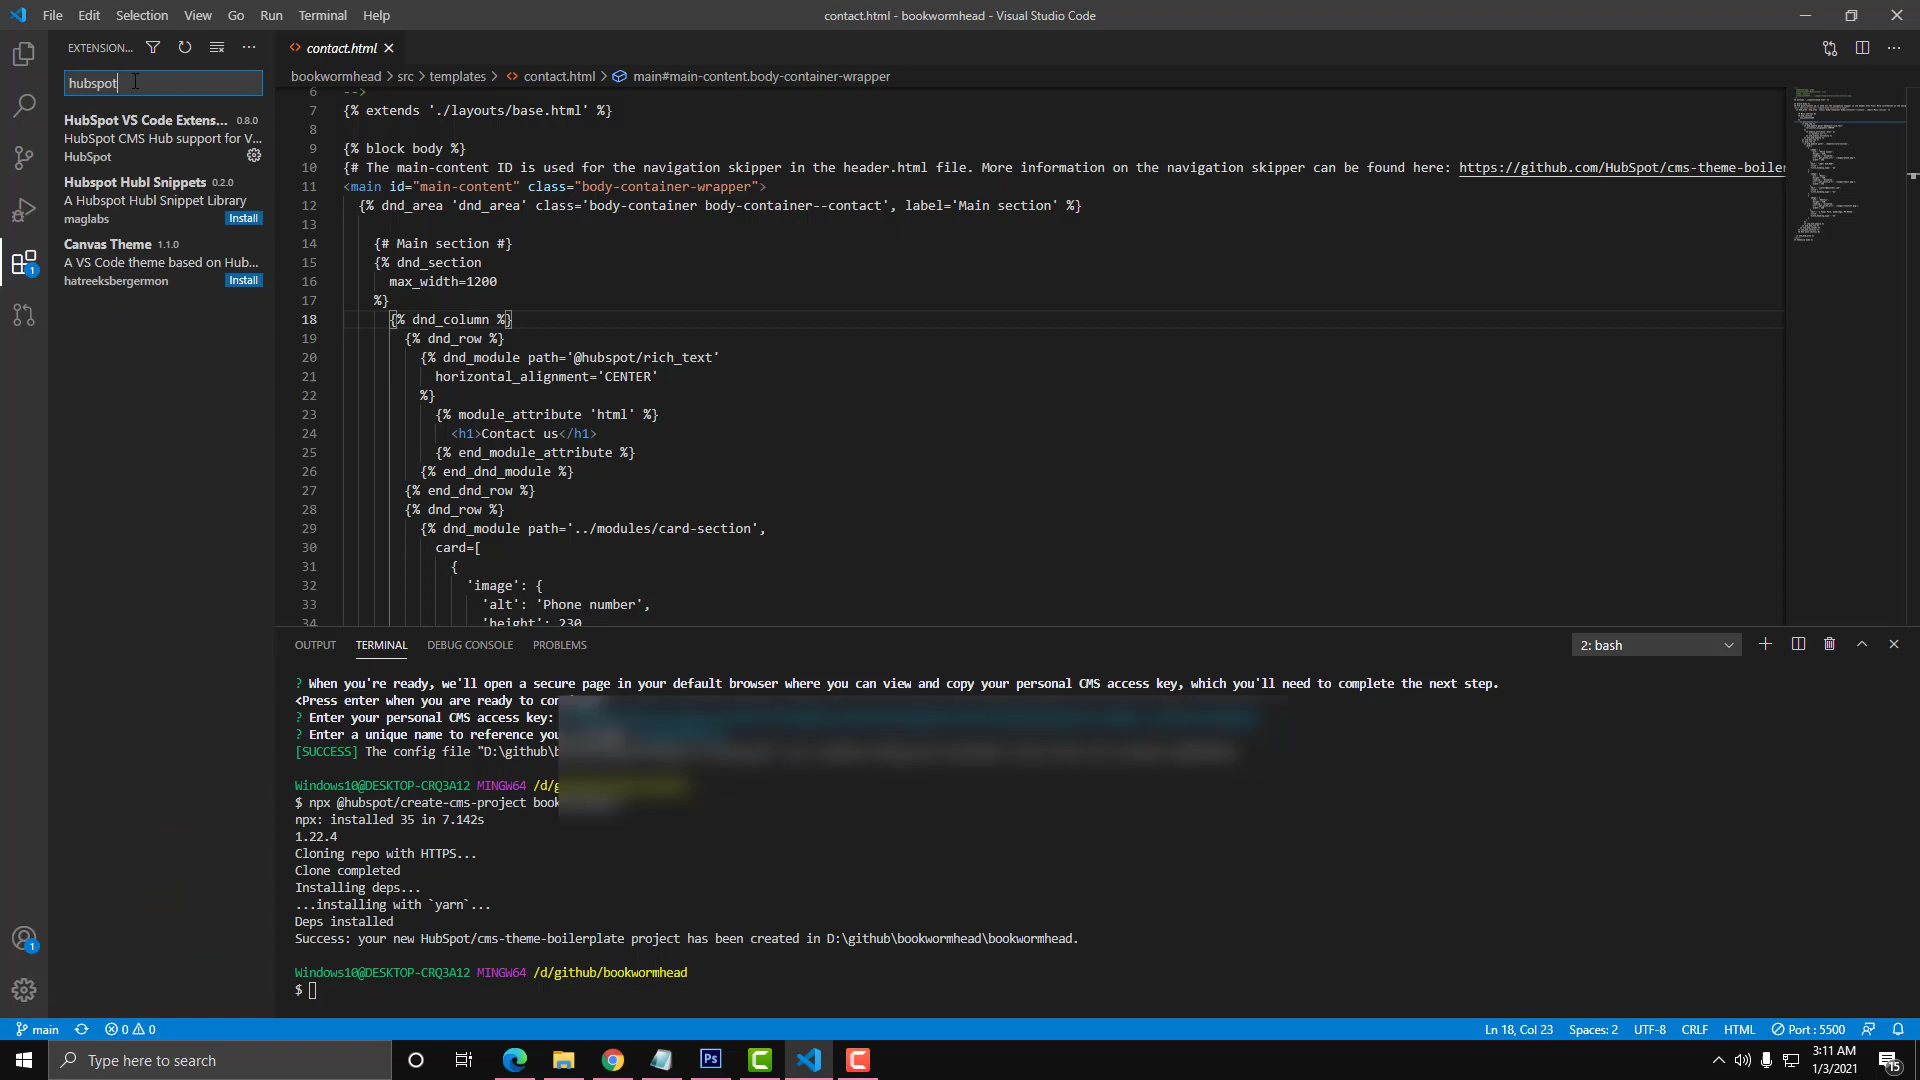 File Edit Selection View Go Run Terminal Help
contact.html - bookwormhead - Visual Studio Code
EXTENSION...
hubspot
HubSpot VS Code Extens... 0.8.0
HubSpot CMS Hub support for V...
HubSpot
Hubspot Hubl Snippets 0.2.0
A Hubspot Hubl Snippet Library
maglabs Install
Canvas Theme 1.1.0
A VS Code theme based on Hub...
hatreeksbergermon Install
1
1
contact.html
bookwormhead > src > templates > contact.html > main#main-content.body-container-wrapper
6 -->
7 {% extends './layouts/base.html' %}
8
9 {% block body %}
10 {# The main-content ID is used for the navigation skipper in the header.html file. More information on the navigation skipper can be found here: https://github.com/HubSpot/cms-theme-boiler
11 <main id="main-content" class="body-container-wrapper">
12 {% dnd_area 'dnd_area' class='body-container body-container--contact', label='Main section' %}
13
14 {# Main section #}
15 {% dnd_section
16 max_width=1200
17 %}
18 {% dnd_column %}
19 {% dnd_row %}
20 {% dnd_module path='@hubspot/rich_text'
21 horizontal_alignment='CENTER'
22 %}
23 {% module_attribute 'html' %}
24 <h1>Contact us</h1>
25 {% end_module_attribute %}
26 {% end_dnd_module %}
27 {% end_dnd_row %}
28 {% dnd_row %}
29 {% dnd_module path='../modules/card-section',
30 card=[
31 {
32 'image': {
33 'alt': 'Phone number',
34 'height': 230
OUTPUT TERMINAL DEBUG CONSOLE PROBLEMS
2: bash
? When you're ready, we'll open a secure page in your default browser where you can view and copy your personal CMS access key, which you'll need to complete the next step.
<Press enter when you are ready to con
? Enter your personal CMS access key:
? Enter a unique name to reference you
[SUCCESS] The config file "D:\github\b
Windows10@DESKTOP-CRQ3A12 MINGW64 /d/g
$ npx @hubspot/create-cms-project book
npx: installed 35 in 7.142s
1.22.4
Cloning repo with HTTPS...
Clone completed
Installing deps...
...installing with `yarn`...
Deps installed
Success: your new HubSpot/cms-theme-boilerplate project has been created in D:\github\bookwormhead\bookwormhead.
Windows10@DESKTOP-CRQ3A12 MINGW64 /d/github/bookwormhead
$
main 0 0
Ln 18, Col 23 Spaces: 2 UTF-8 CRLF HTML Port : 5500
Type here to search
Ps
3:11 AM
1/3/2021
15